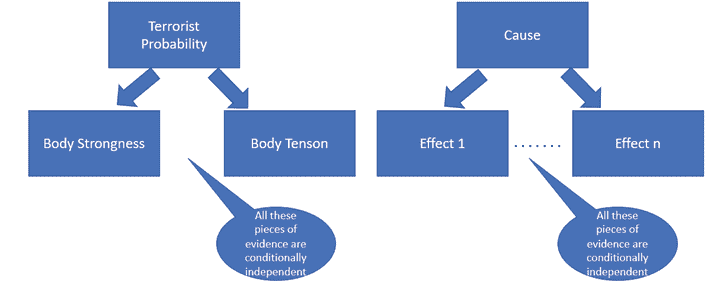 Terrorist
Probability
Cause
Body Strongness
Body Tenson
Effect 1
.......
Effect n
All these
pieces of
evidence are
conditionally
independent
All these
pieces of
evidence are
conditionally
independent